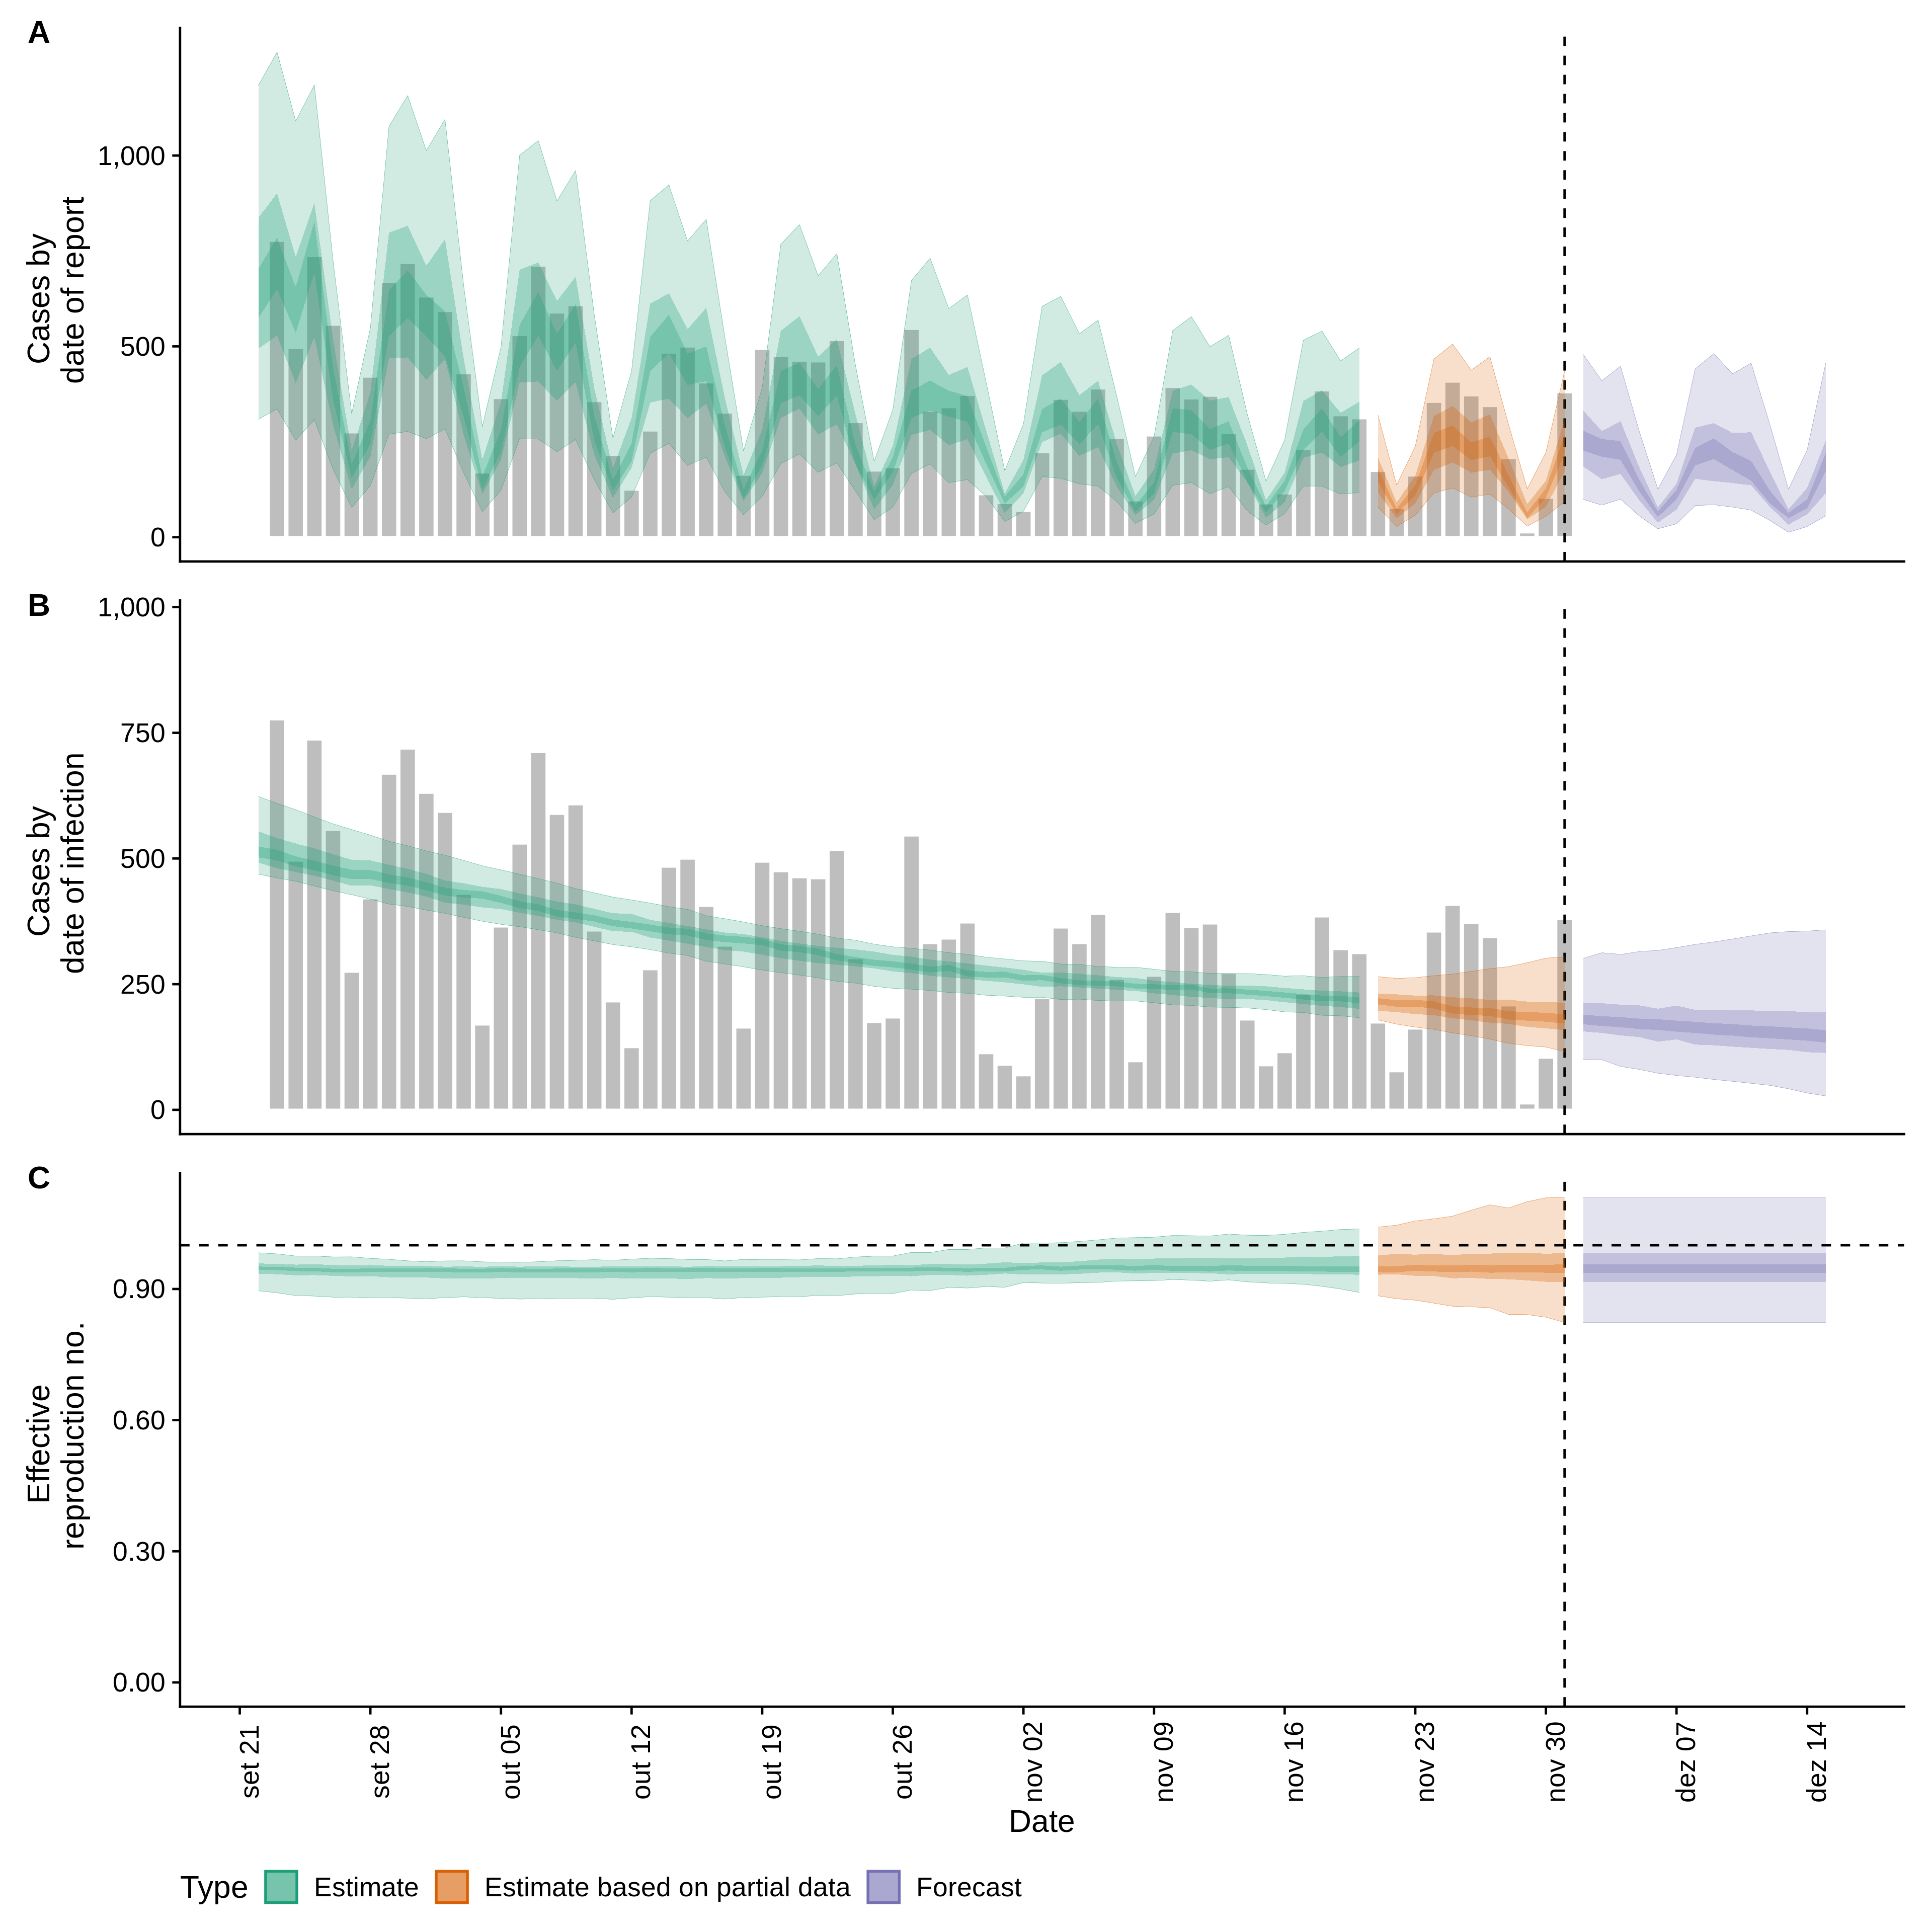 A
Cases by
date of report
1,000
500
0
B
Cases by
date of infection
1,000
750
500
250
0
C
Effective
reproduction no.
0.90
0.60
0.30
0.00
set 21
set 28
out 05
out 12
out 19
out 26
nov 02
nov 09
nov 16
nov 23
nov 30
dez 07
dez 14
Date
Type Estimate Estimate based on partial data Forecast